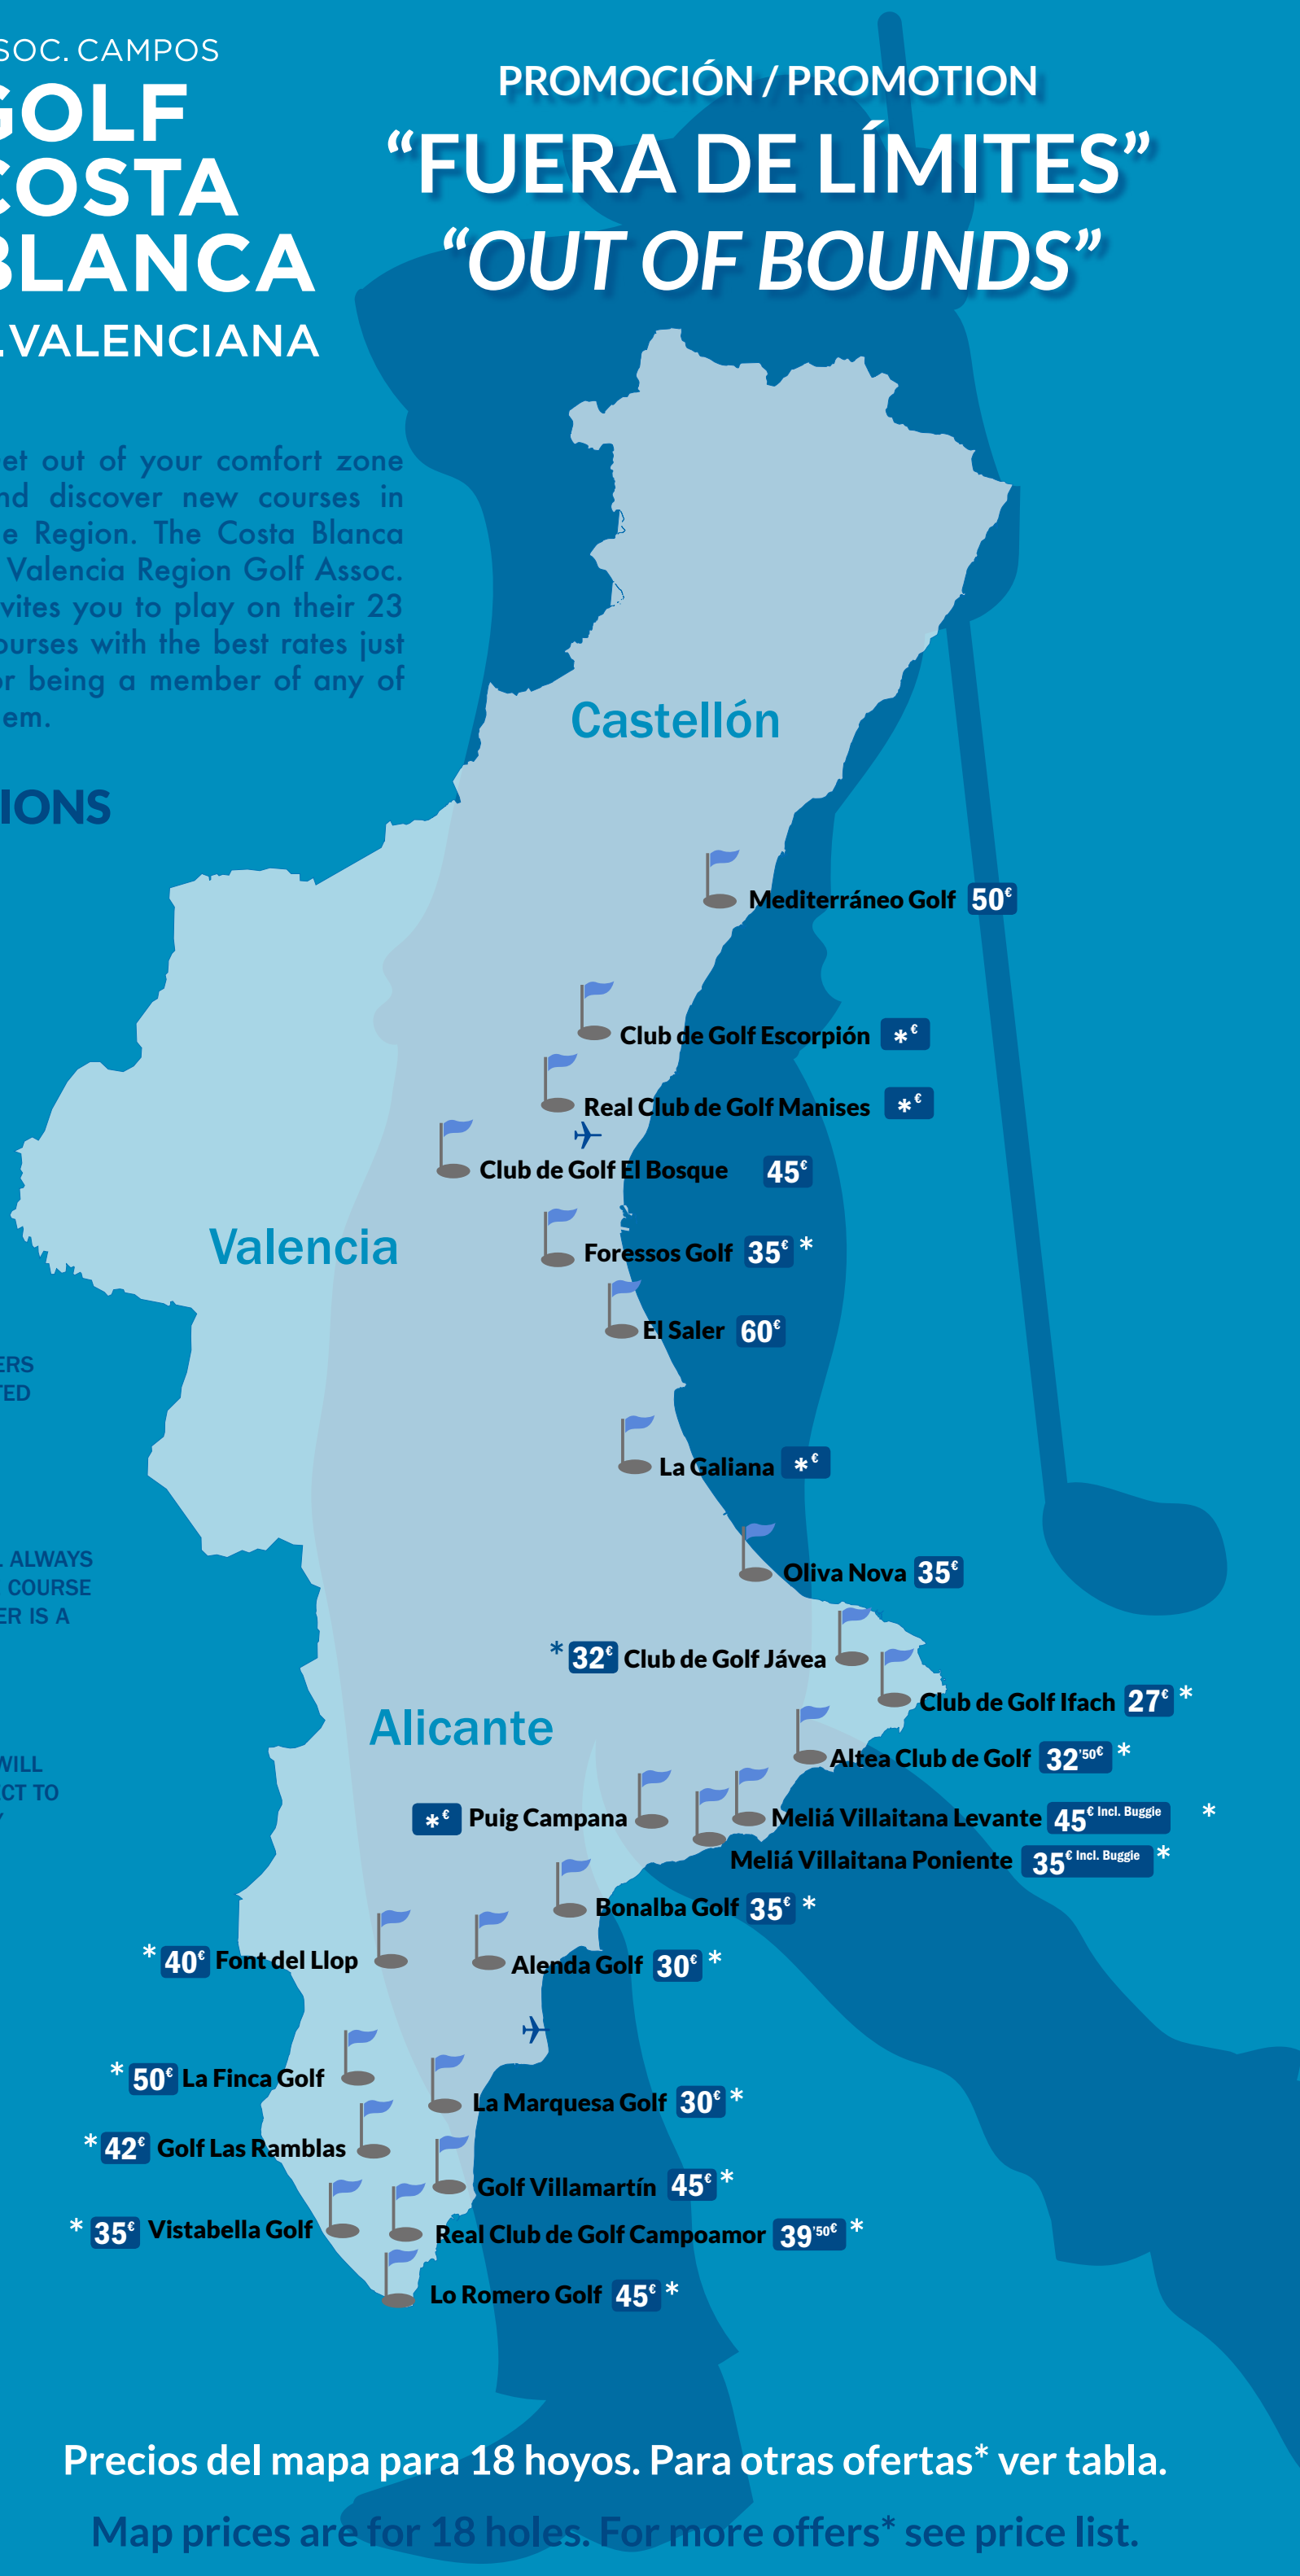 SOC. CAMPOS
GOLF
COSTA
BLANCA
.VALENCIANA
PROMOCIÓN / PROMOTION
“FUERA DE LÍMITES”
“OUT OF BOUNDS”
et out of your comfort zone
nd discover new courses in
e Region. The Costa Blanca
Valencia Region Golf Assoc.
vites you to play on their 23
ourses with the best rates just
or being a member of any of
em.
IONS
Castellón
Mediterráneo Golf 50€
Club de Golf Escorpión *€
Real Club de Golf Manises *€
Club de Golf El Bosque 45€
Valencia
Foressos Golf 35€ *
El Saler 60€
ERS
TED
La Galiana *€
L ALWAYS
COURSE
ER IS A
Oliva Nova 35€
* 32€ Club de Golf Jávea
Club de Golf Ifach 27€ *
Alicante
Altea Club de Golf 32'50€ *
WILL
ECT TO
Y
*€ Puig Campana
Meliá Villaitana Levante 45€ Incl. Buggie *
Meliá Villaitana Poniente 35€ Incl. Buggie *
Bonalba Golf 35€ *
* 40€ Font del Llop
Alenda Golf 30€ *
* 50€ La Finca Golf
La Marquesa Golf 30€ *
* 42€ Golf Las Ramblas
Golf Villamartín 45€ *
* 35€ Vistabella Golf
Real Club de Golf Campoamor 39'50€ *
Lo Romero Golf 45€ *
Precios del mapa para 18 hoyos. Para otras ofertas* ver tabla.
Map prices are for 18 holes. For more offers* see price list.